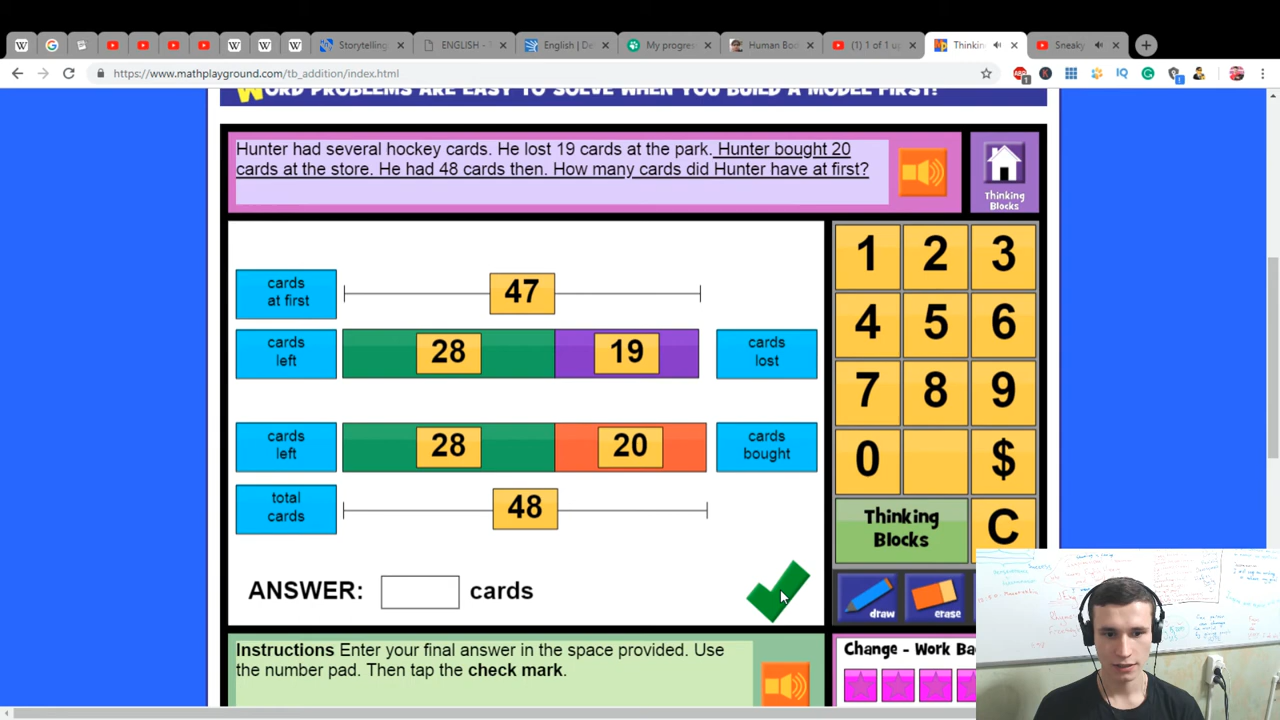 Storytelling
ENGLISH - 
English | De
My progre
Human Bo
(1) 1 of 1 u
Thinkin
Sneaky
https://www.mathplayground.com/tb_addition/index.html
WORD PROBLEMS ARE EASY TO SOLVE WHEN YOU BUILD A MODEL FIRST!
Hunter had several hockey cards. He lost 19 cards at the park. Hunter bought 20
cards at the store. He had 48 cards then. How many cards did Hunter have at first?
Thinking
Blocks
cards
at first
47
cards
left
28
19
cards
lost
cards
left
28
20
cards
bought
total
cards
48
ANSWER: cards
1 2 3
4 5 6
7 8 9
0 $
Thinking
Blocks
C
draw
erase
Instructions Enter your final answer in the space provided. Use
the number pad. Then tap the check mark.
Change - Work Ba